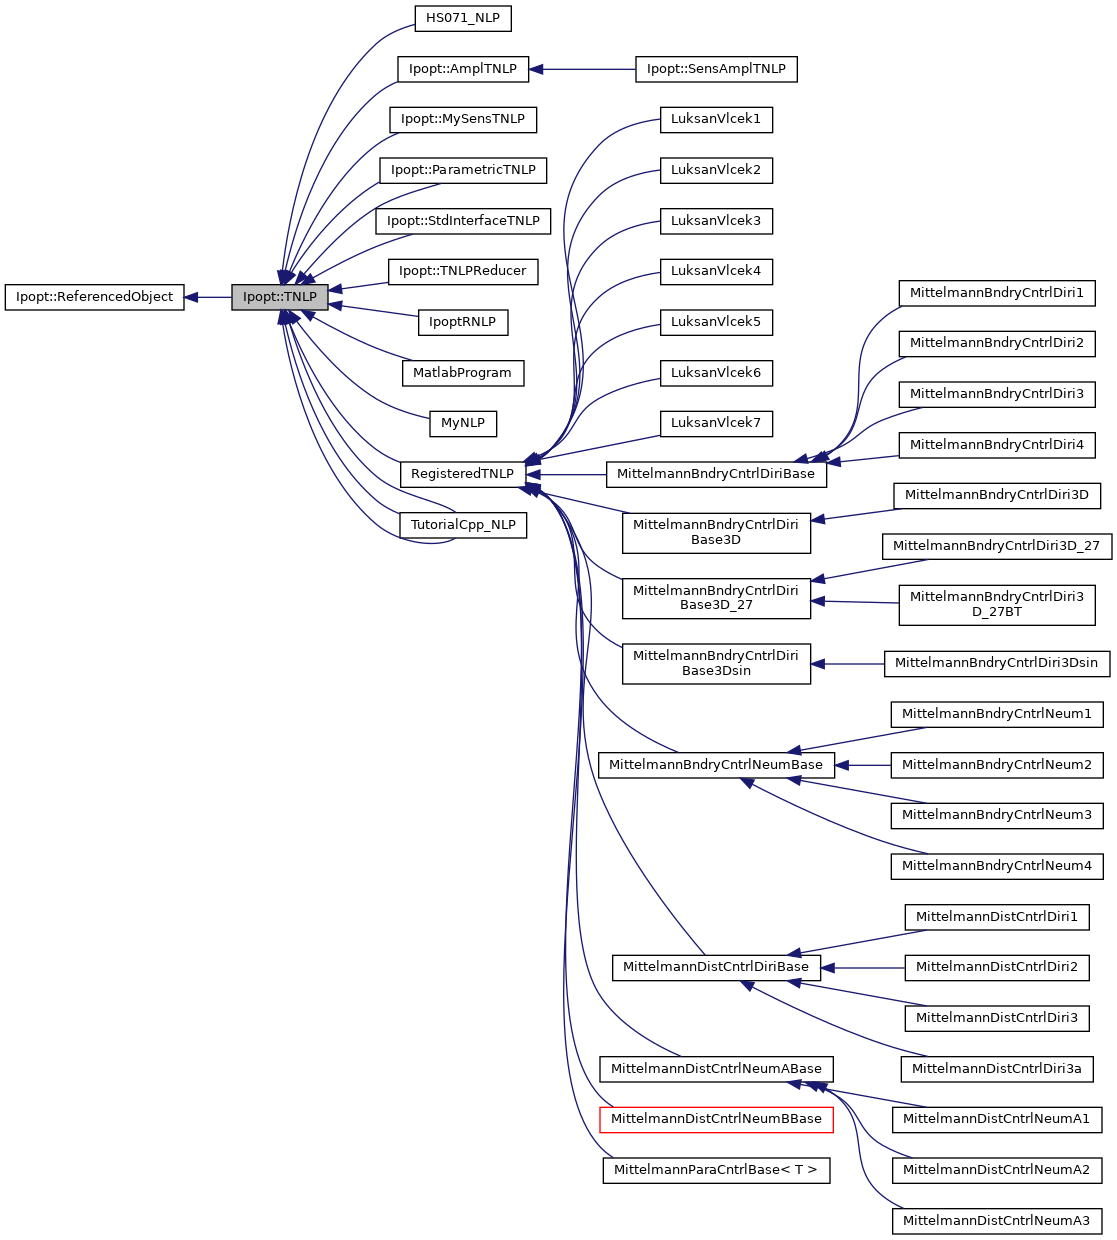 HS071_NLP
Ipopt::AmplTNLP
Ipopt::SensAmplTNLP
Ipopt::MySensTNLP
LuksanVlcek1
Ipopt::ParametricTNLP
LuksanVlcek2
Ipopt::StdInterfaceTNLP
LuksanVlcek3
Ipopt::TNLPReducer
LuksanVlcek4
Ipopt::ReferencedObject
Ipopt::TNLP
MittelmannBndryCntrlDiri1
IpoptRNLP
LuksanVlcek5
MittelmannBndryCntrlDiri2
MatlabProgram
LuksanVlcek6
MittelmannBndryCntrlDiri3
MyNLP
LuksanVlcek7
MittelmannBndryCntrlDiri4
RegisteredTNLP
MittelmannBndryCntrlDiriBase
MittelmannBndryCntrlDiri3D
TutorialCpp_NLP
MittelmannBndryCntrlDiri
Base3D
MittelmannBndryCntrlDiri3D_27
MittelmannBndryCntrlDiri
Base3D_27
MittelmannBndryCntrlDiri3
D_27BT
MittelmannBndryCntrlDiri
Base3Dsin
MittelmannBndryCntrlDiri3Dsin
MittelmannBndryCntrlNeum1
MittelmannBndryCntrlNeumBase
MittelmannBndryCntrlNeum2
MittelmannBndryCntrlNeum3
MittelmannBndryCntrlNeum4
MittelmannDistCntrlDiri1
MittelmannDistCntrlDiriBase
MittelmannDistCntrlDiri2
MittelmannDistCntrlDiri3
MittelmannDistCntrlNeumABase
MittelmannDistCntrlDiri3a
MittelmannDistCntrlNeumBBase
MittelmannDistCntrlNeumA1
MittelmannParaCntrlBase< T >
MittelmannDistCntrlNeumA2
MittelmannDistCntrlNeumA3